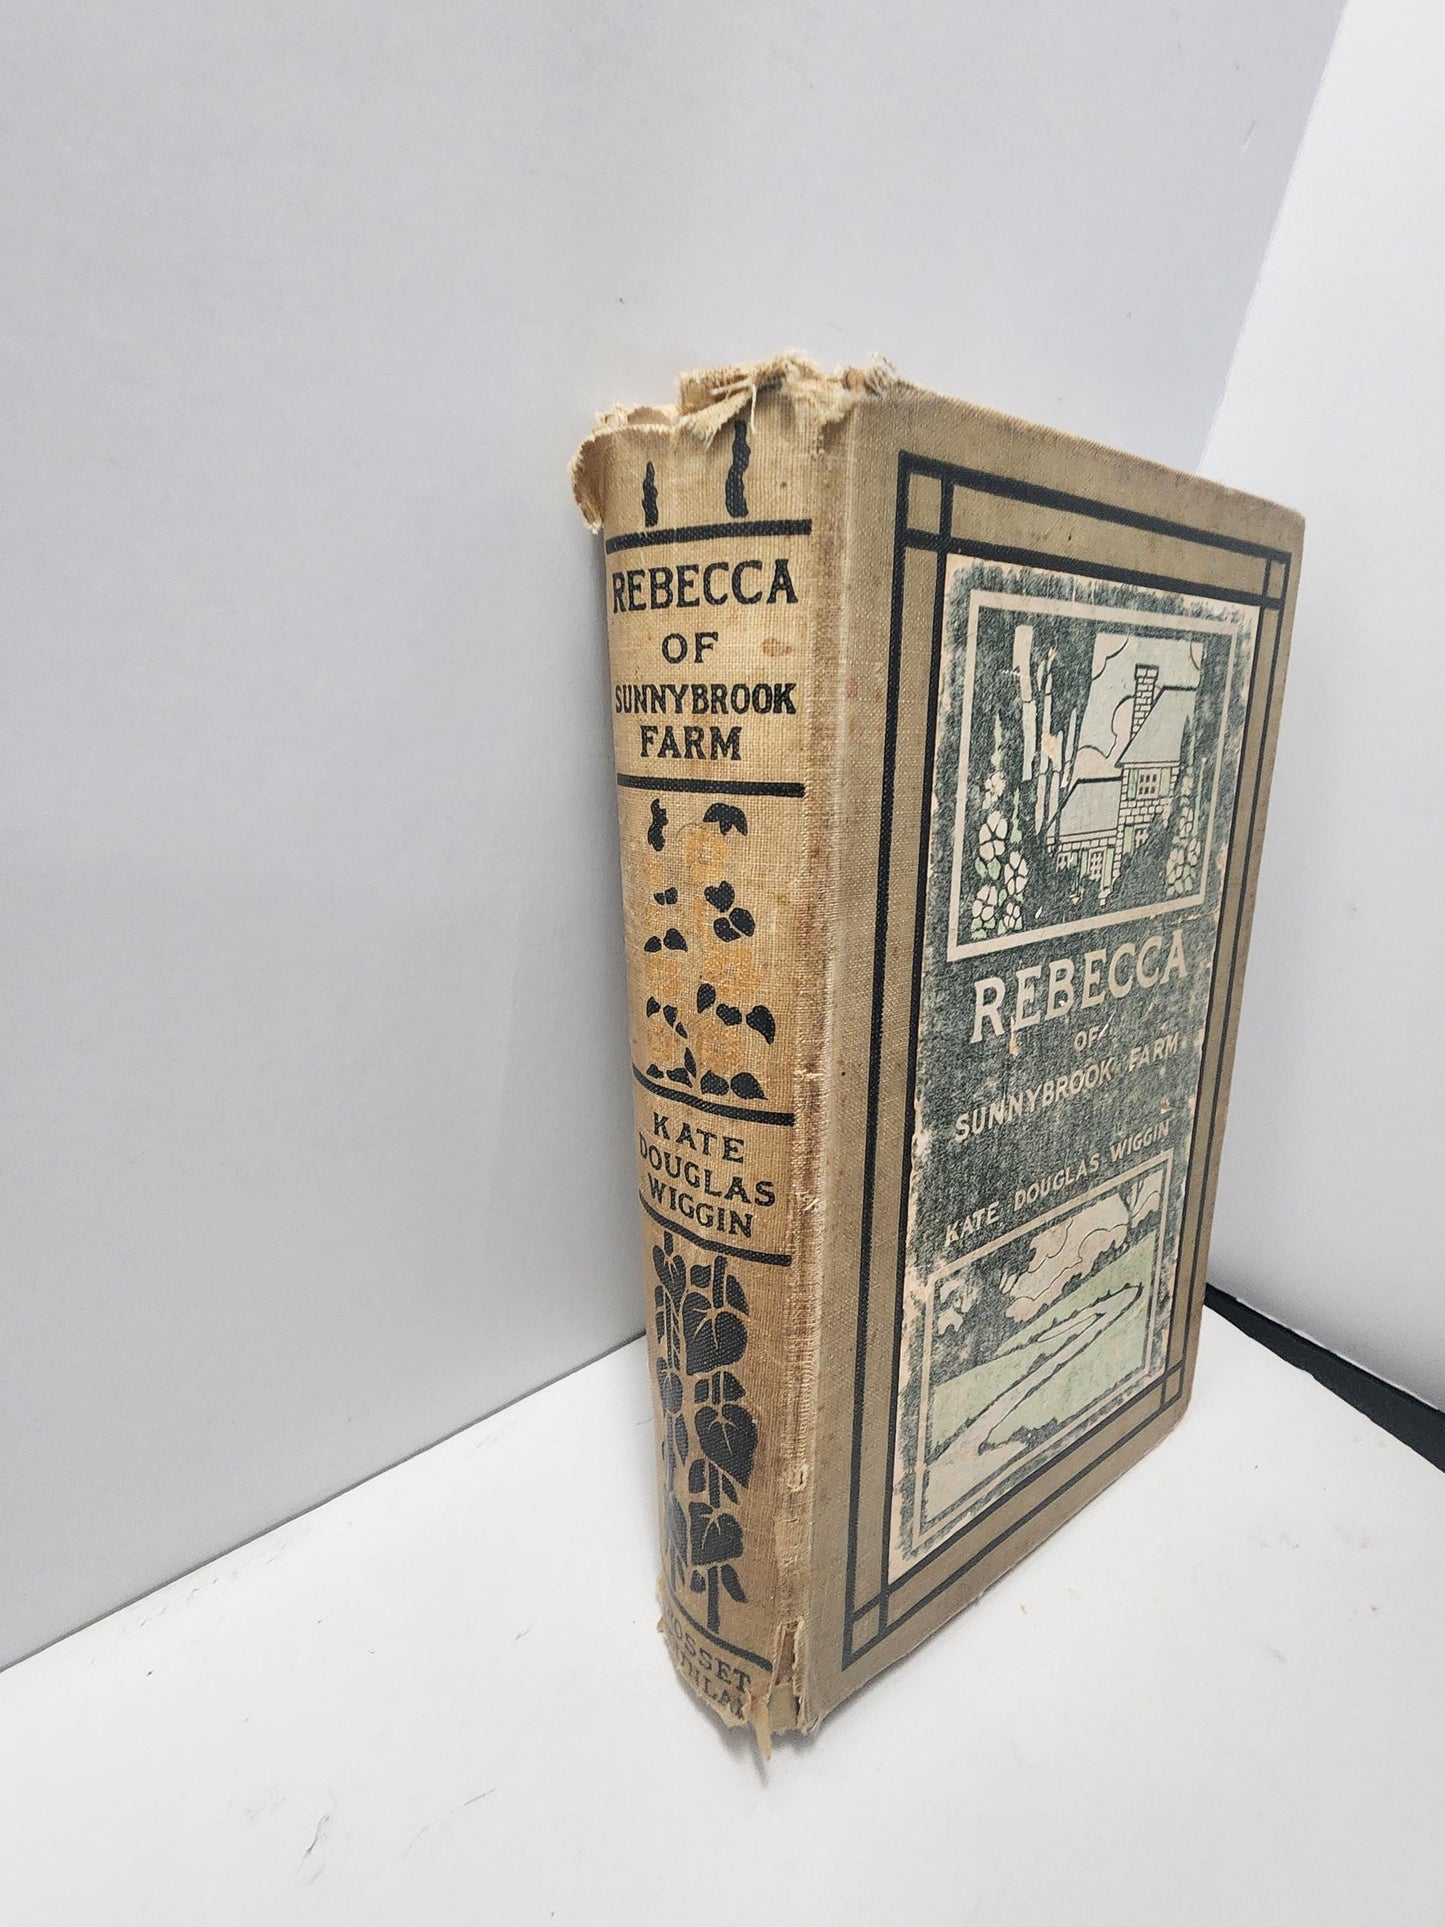 REBECCA
OF
SUNNYBROOK
FARM
KATE
DOUGLAS
WIGGIN
REBECCA
OF
SUNNYBROOK FARM
KATE DOUGLAS WIGGIN